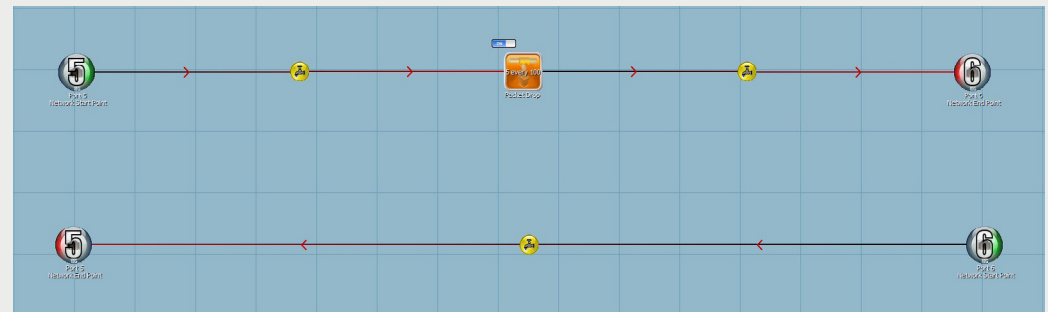 5
Port 5
Network Start Point
5 every 100
Packet Drop
6
Port 6
Network End Point
5
Port 5
Network End Point
6
Port 6
Network Start Point